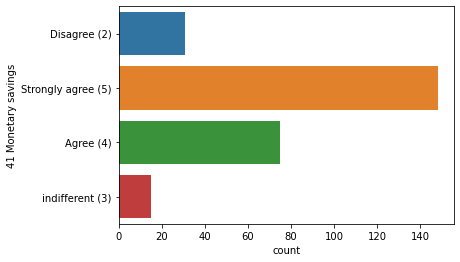 41 Monetary savings
Disagree (2)
Strongly agree (5)
Agree (4)
indifferent (3)
0 20 40 60 80 100 120 140
count